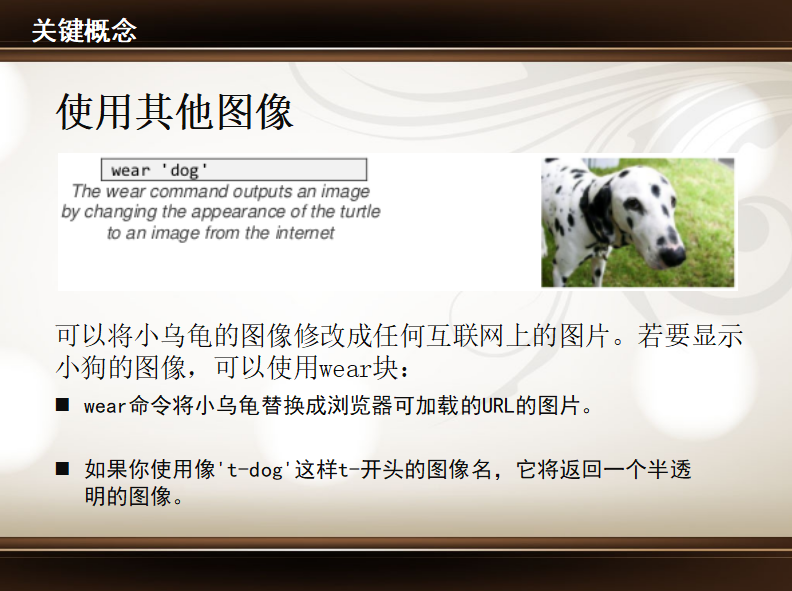 关键概念
使用其他图像
wear 'dog'
The wear command outputs an image
by changing the appearance of the turtle
to an image from the internet
可以将小乌龟的图像修改成任何互联网上的图片。若要显示
小狗的图像，可以使用wear块：
■ wear命令将小乌龟替换成浏览器可加载的URL的图片。
■ 如果你使用像't-dog'这样t-开头的图像名，它将返回一个半透
明的图像。